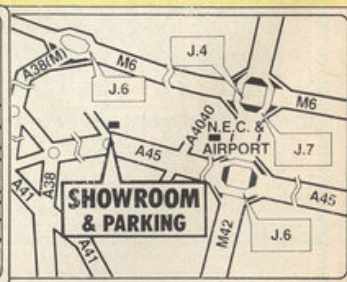 J.4
A38(M)
M6
J.6
M6
A4040
N.E.C. &
AIRPORT
J.7
A45
SHOWROOM
& PARKING
A41
A38
A45
M42
J.6
A41